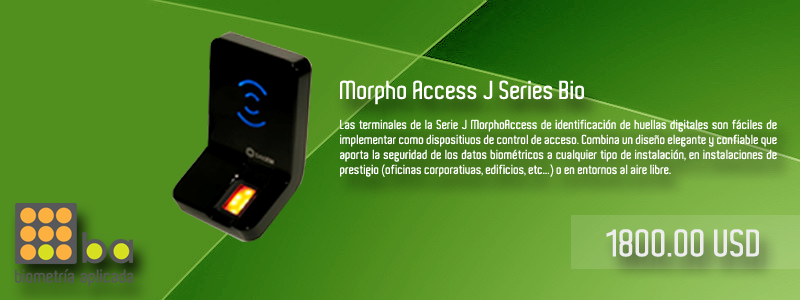 Morpho Access J Series Bio
Las terminales de la Serie J MorphoAccess de identificación de huellas digitales son fáciles de
implementar como dispositivos de control de acceso. Combina un diseño elegante y confiable que
aporta la seguridad de los datos biométricos a cualquier tipo de instalación, en instalaciones de
prestigio (oficinas corporativas, edificios, etc...) o en entornos al aire libre.
ba
biometría aplicada
1800.00 USD